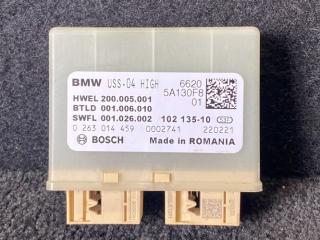 BMW USS-04 HIGH 6620
5A130F8
HWEL 200.005.001 01
BTLD 001.006.010
SWFL 001.026.002 102 135-10
0 263 014 459 0002741 220221
BOSCH Made in ROMANIA